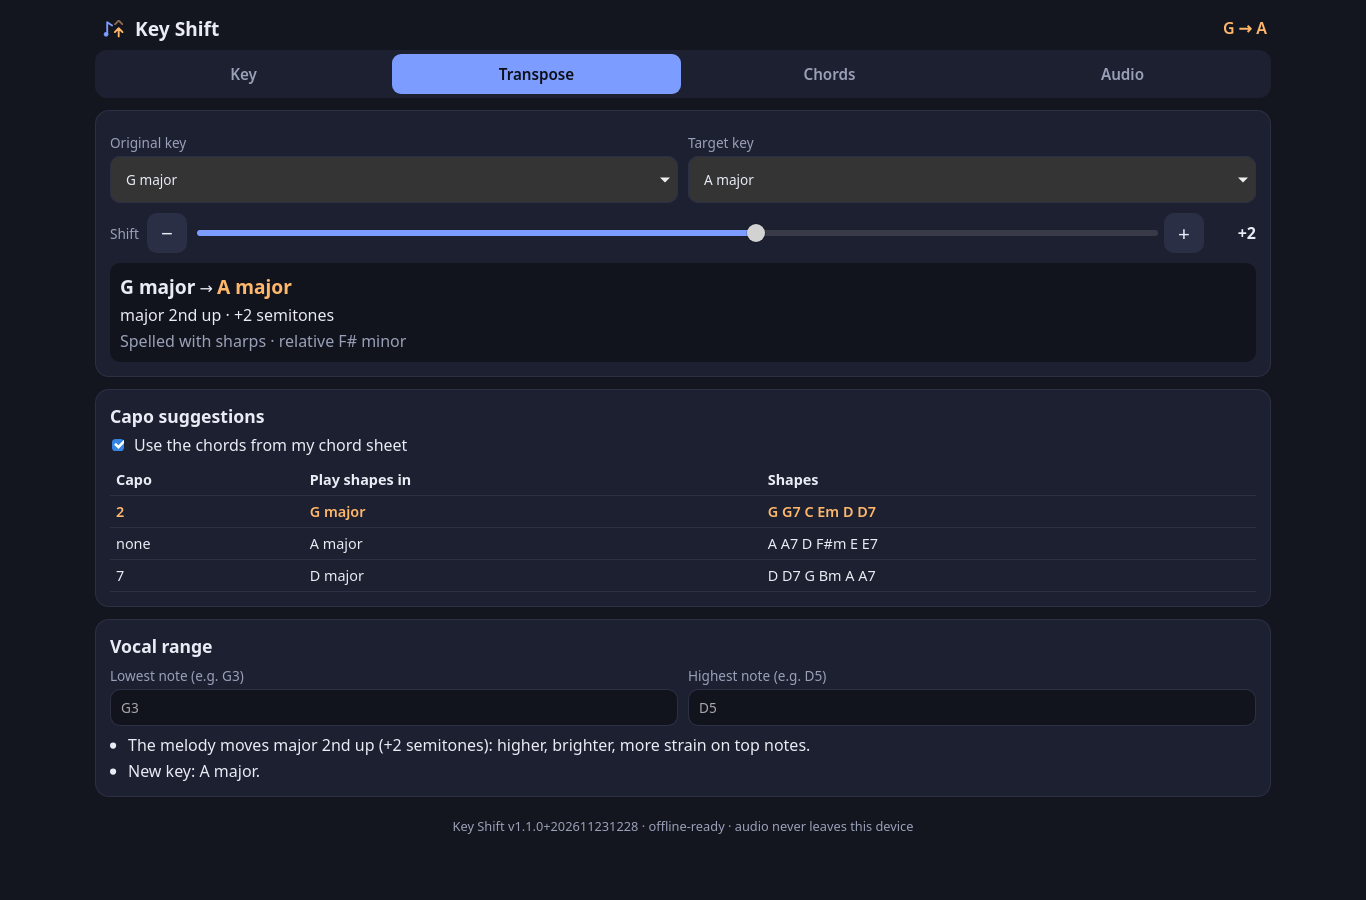 Key Shift
G → A
Key Transpose Chords Audio
Original key Target key
G major A major
Shift − + +2
G major → A major
major 2nd up · +2 semitones
Spelled with sharps · relative F# minor
Capo suggestions
Use the chords from my chord sheet
Capo Play shapes in Shapes
2 G major G G7 C Em D D7
none A major A A7 D F#m E E7
7 D major D D7 G Bm A A7
Vocal range
Lowest note (e.g. G3) Highest note (e.g. D5)
G3 D5
• The melody moves major 2nd up (+2 semitones): higher, brighter, more strain on top notes.
• New key: A major.
Key Shift v1.1.0+202611231228 · offline-ready · audio never leaves this device